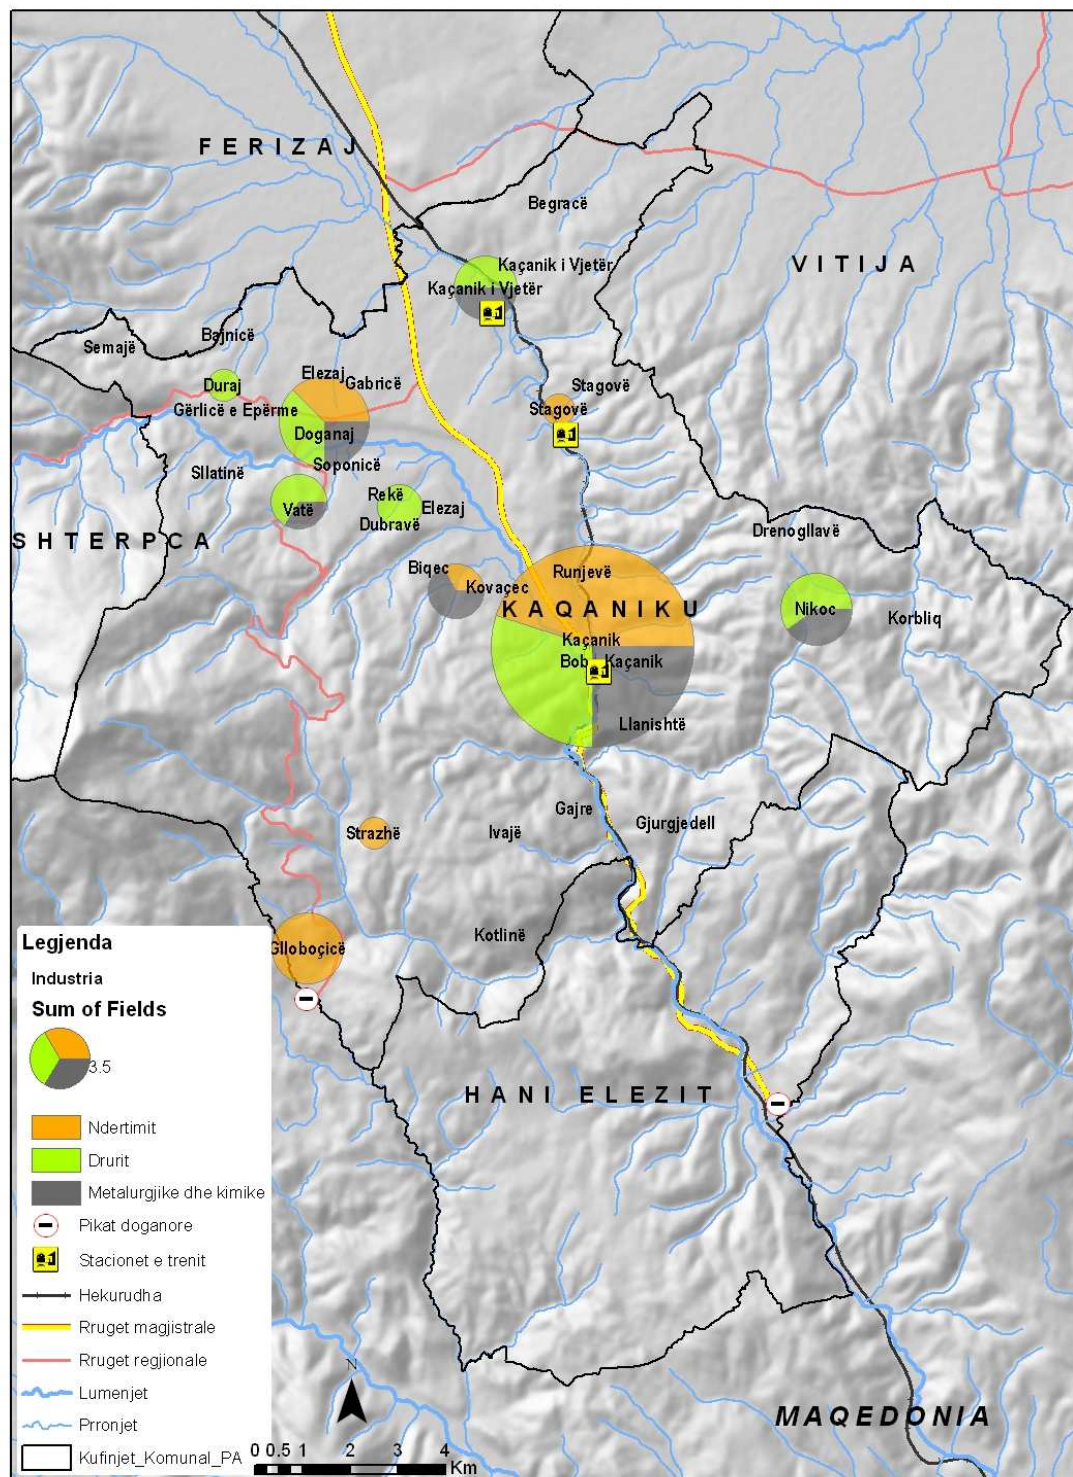 FERIZAJ
Begracë
VITIJA
Kaçanik i Vjetër
Kaçanik i Vjetër
Bajnicë
Semajë
Elezaj
Gabricë
Duraj
Gërlicë e Epërme
Stagovë
Stagovë
Doganaj
Soponicë
Sllatinë
Rekë
Elezaj
Vatë
Dubravë
SHTERPCA
Drenogllavë
Biqec
Kovaçec
Runjevë
KAQANIKU
Nikoc
Korbliq
Kaçanik
Bob
Kaçanik
Llanishtë
Gajre
Gjurgjedell
Strazhë
Ivajë
Kotlinë
Glloboçicë
HANI ELEZIT
MAQEDONIA
Legjenda
Industria
Sum of Fields
3.5
Ndertimit
Drurit
Metalurgjike dhe kimike
Pikat doganore
Stacionet e trenit
Hekurudha
Rruget magjistrale
Rruget regjionale
Lumenjet
Prronjet
Kufinjet_Komunal_PA
N
0 0.5 1 2 3 4
Km